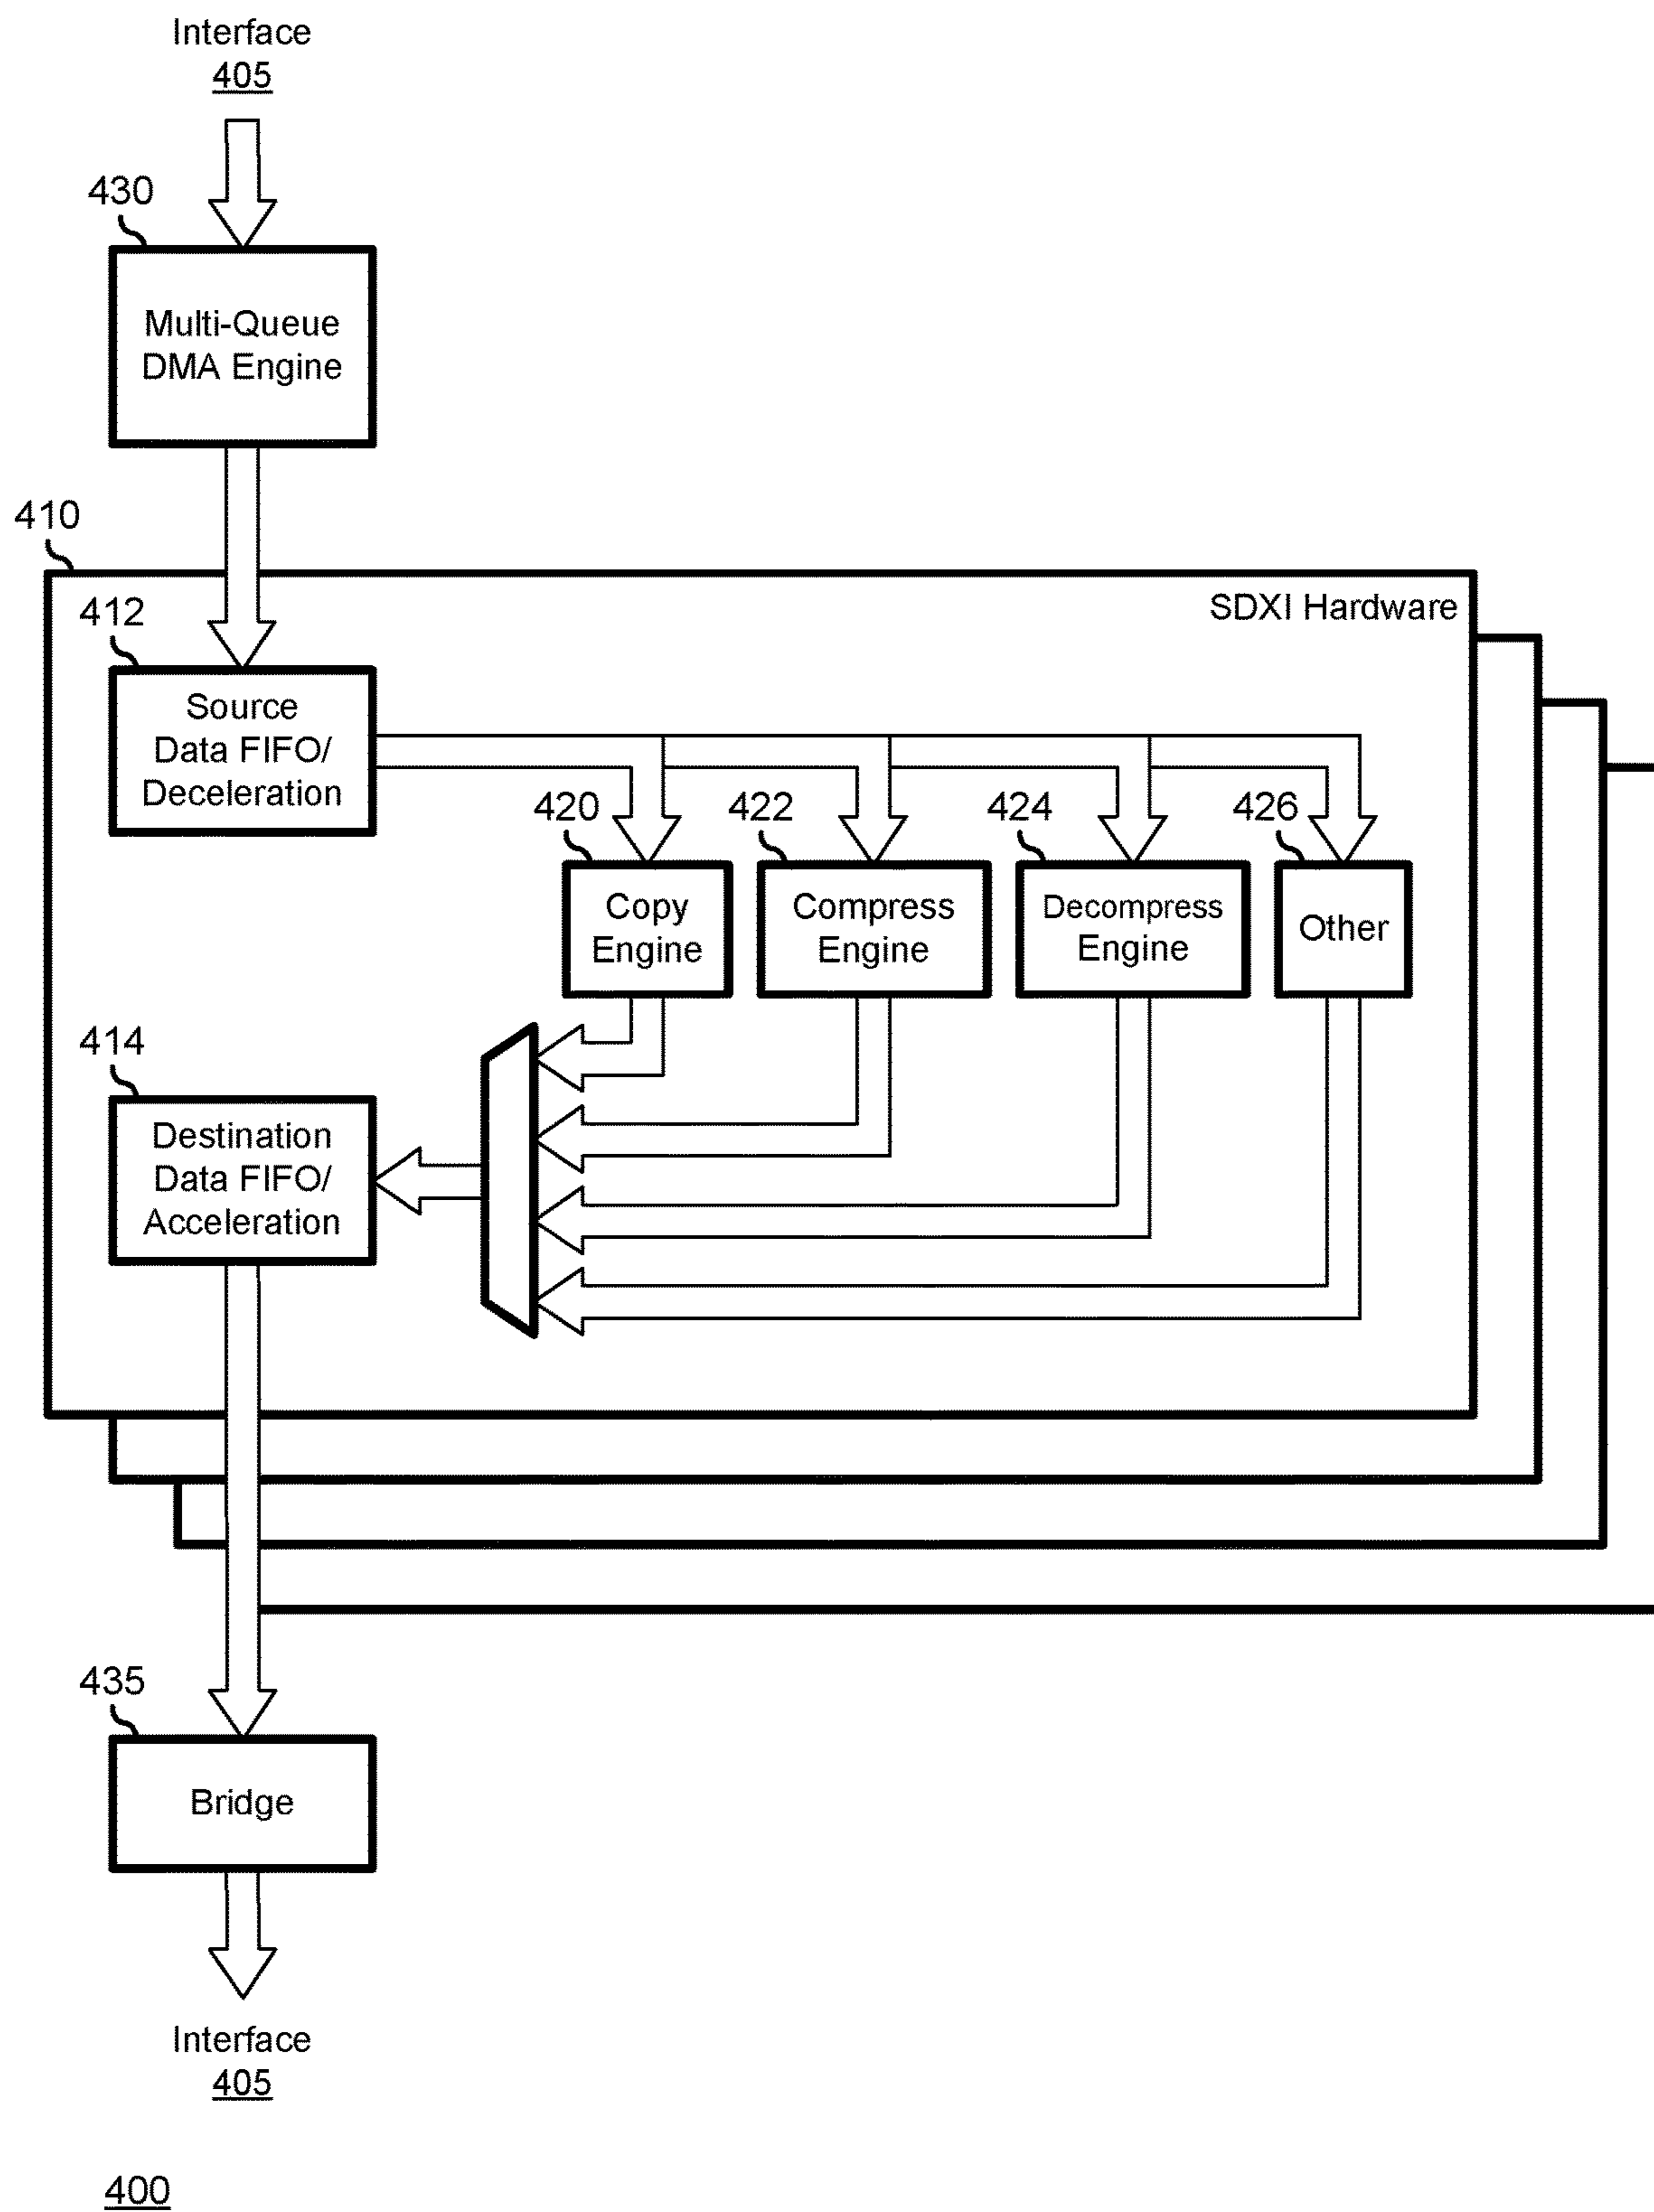 Interface
405
430
Multi-Queue
DMA Engine
410
SDXI Hardware
412
Source
Data FIFO/
Deceleration
420
422
424
426
Copy
Engine
Compress
Engine
Decompress
Engine
Other
414
Destination
Data FIFO/
Acceleration
435
Bridge
Interface
405
400